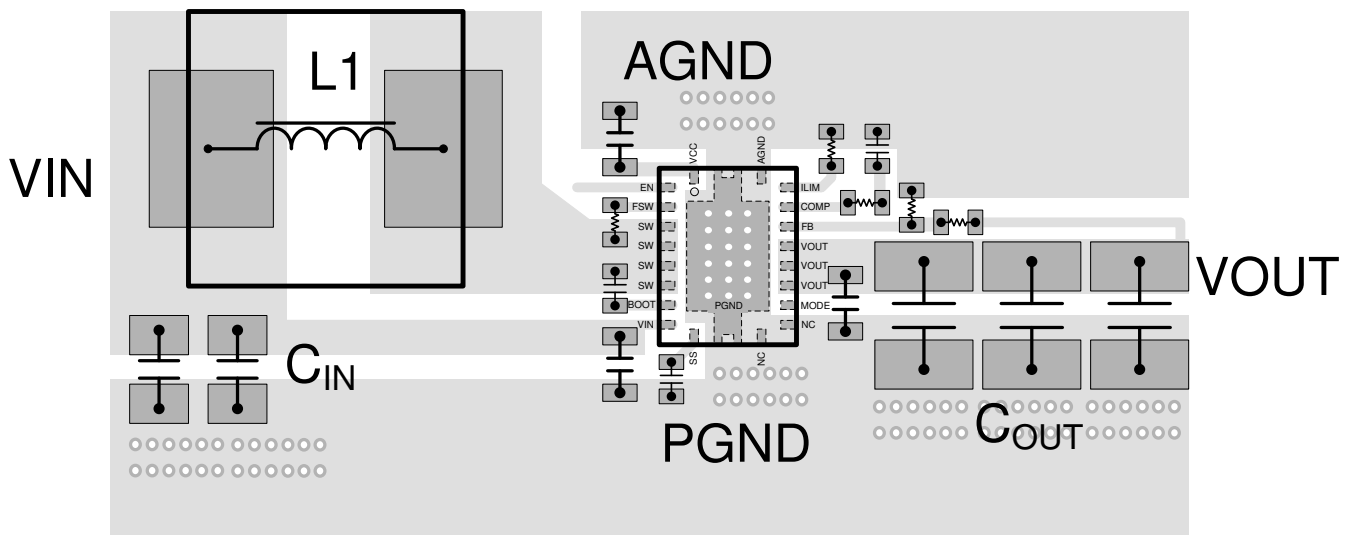 L1
AGND
VIN
VCC
AGND
EN
FSW
SW
SW
SW
SW
BOOT
VIN
ILIM
COMP
FB
VOUT
VOUT
VOUT
MODE
NC
PGND
SS
NC
VOUT
CIN
PGND
COUT